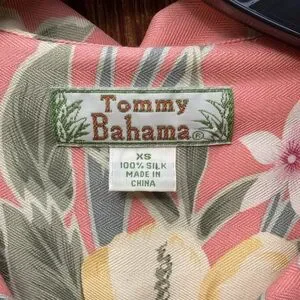 Tommy
Bahama®
XS
100% SILK
MADE IN
CHINA